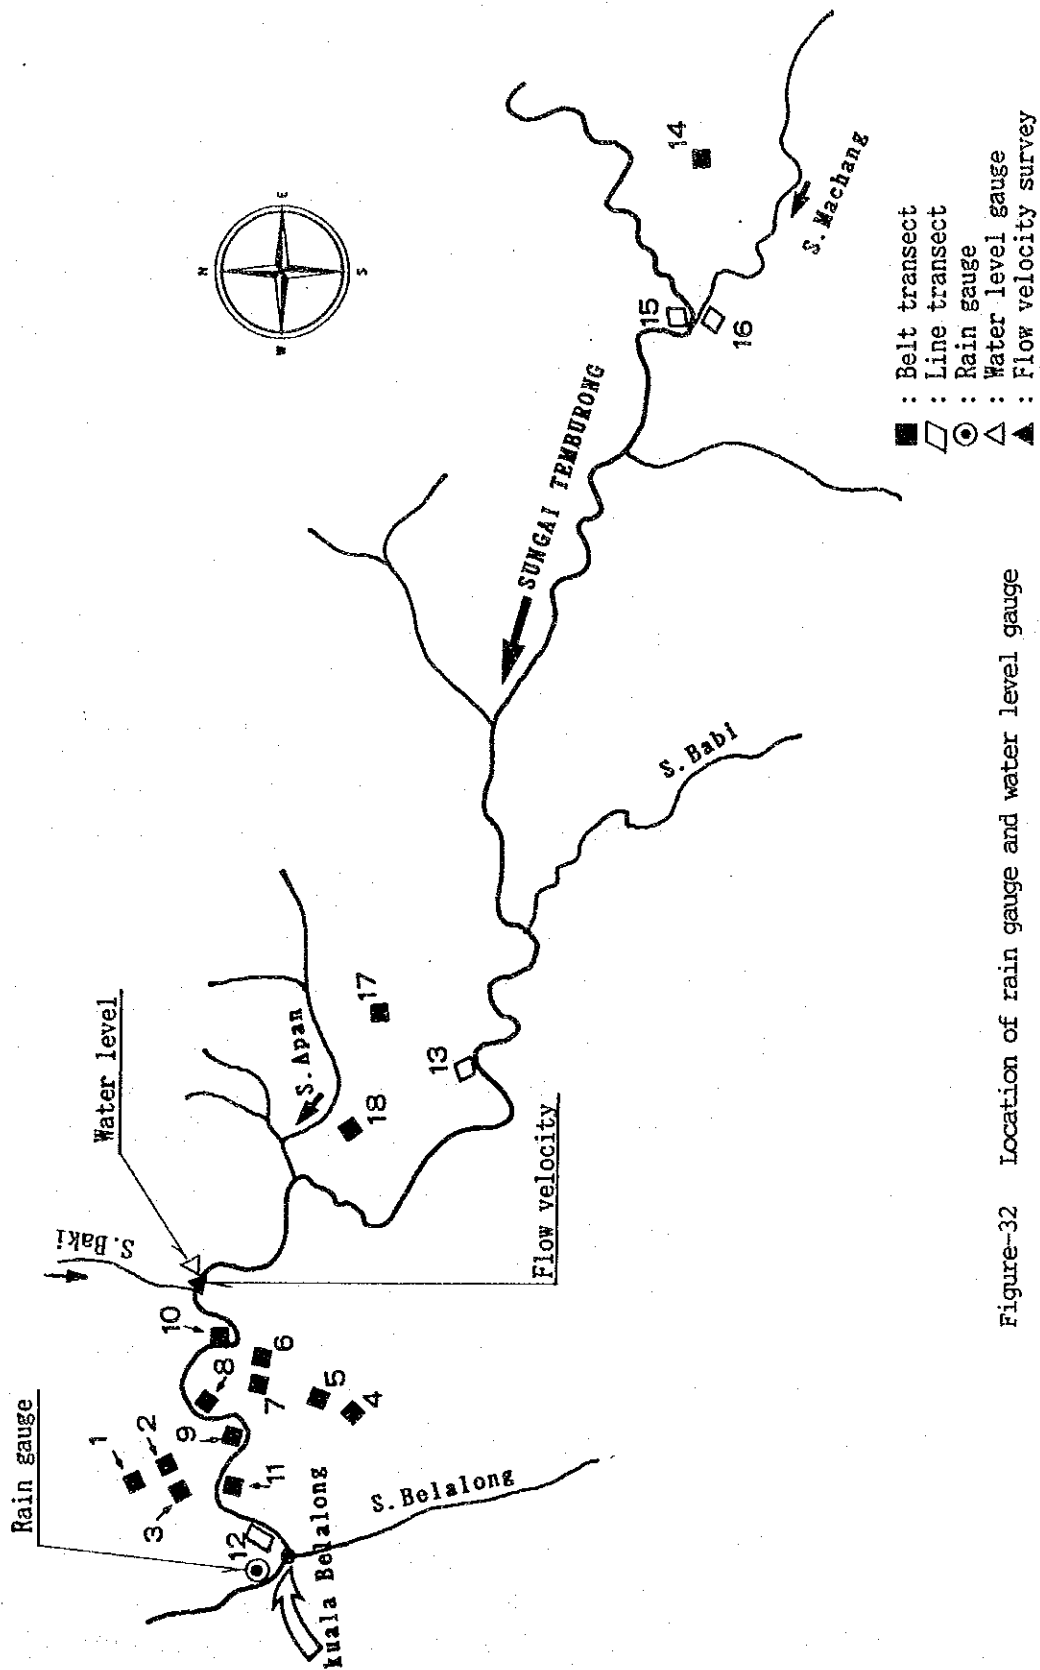 Rain gauge
Water level
S.Baki
1
2
3
10
8
9
6
7
5
4
11
12
kuala Belalong
S.Belalong
Flow velocity
S.Apan
17
18
13
S.Babi
SUNGAI TEMBURONG
14
15
16
S.Machang
N
E
S
W
■ : Belt transect
▱ : Line transect
◉ : Rain gauge
△ : Water level gauge
▲ : Flow velocity survey
Figure-32 Location of rain gauge and water level gauge